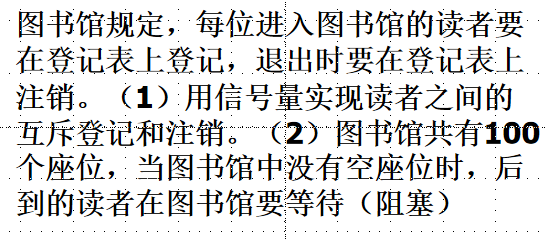 图书馆规定，每位进入图书馆的读者要
在登记表上登记，退出时要在登记表上
注销。（1）用信号量实现读者之间的
互斥登记和注销。（2）图书馆共有100
个座位，当图书馆中没有空座位时，后
到的读者在图书馆要等待（阻塞）